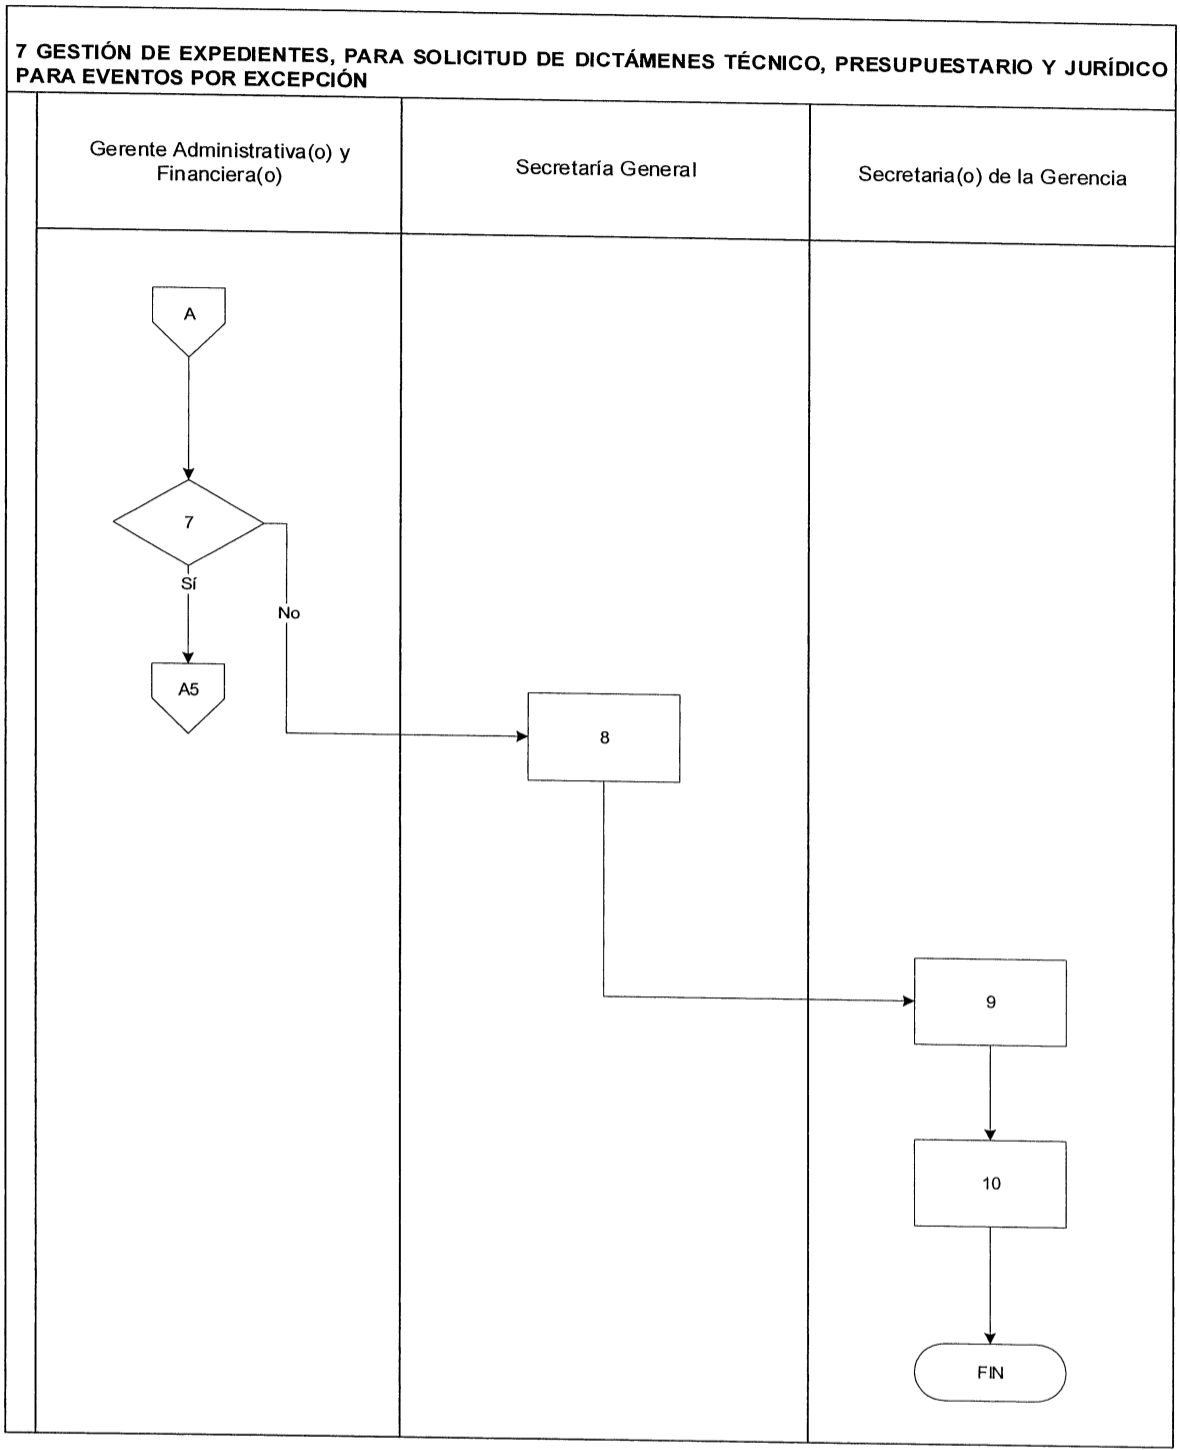 7 GESTIÓN DE EXPEDIENTES, PARA SOLICITUD DE DICTÁMENES TÉCNICO, PRESUPUESTARIO Y JURÍDICO
PARA EVENTOS POR EXCEPCIÓN
Gerente Administrativa(o) y
Financiera(o)
Secretaría General
Secretaria(o) de la Gerencia
A
7
Sí
No
A5
8
9
10
FIN